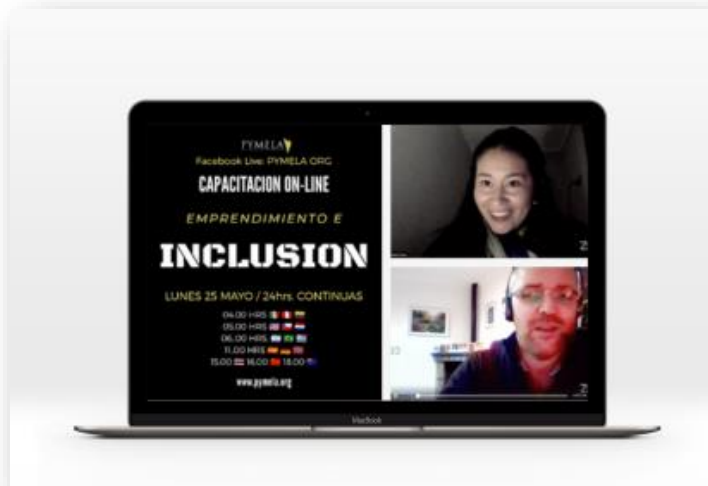 PYMELA
Facebook Live: PYMELA ORG
CAPACITACION ON-LINE
EMPRENDIMIENTO E
INCLUSION
LUNES 25 MAYO / 24hrs. CONTINUAS
04.00 HRS
05.00 HRS
06.00 HRS
11.00 HRS
15.00 16.00 18.00
www.pymela.org
MacBook